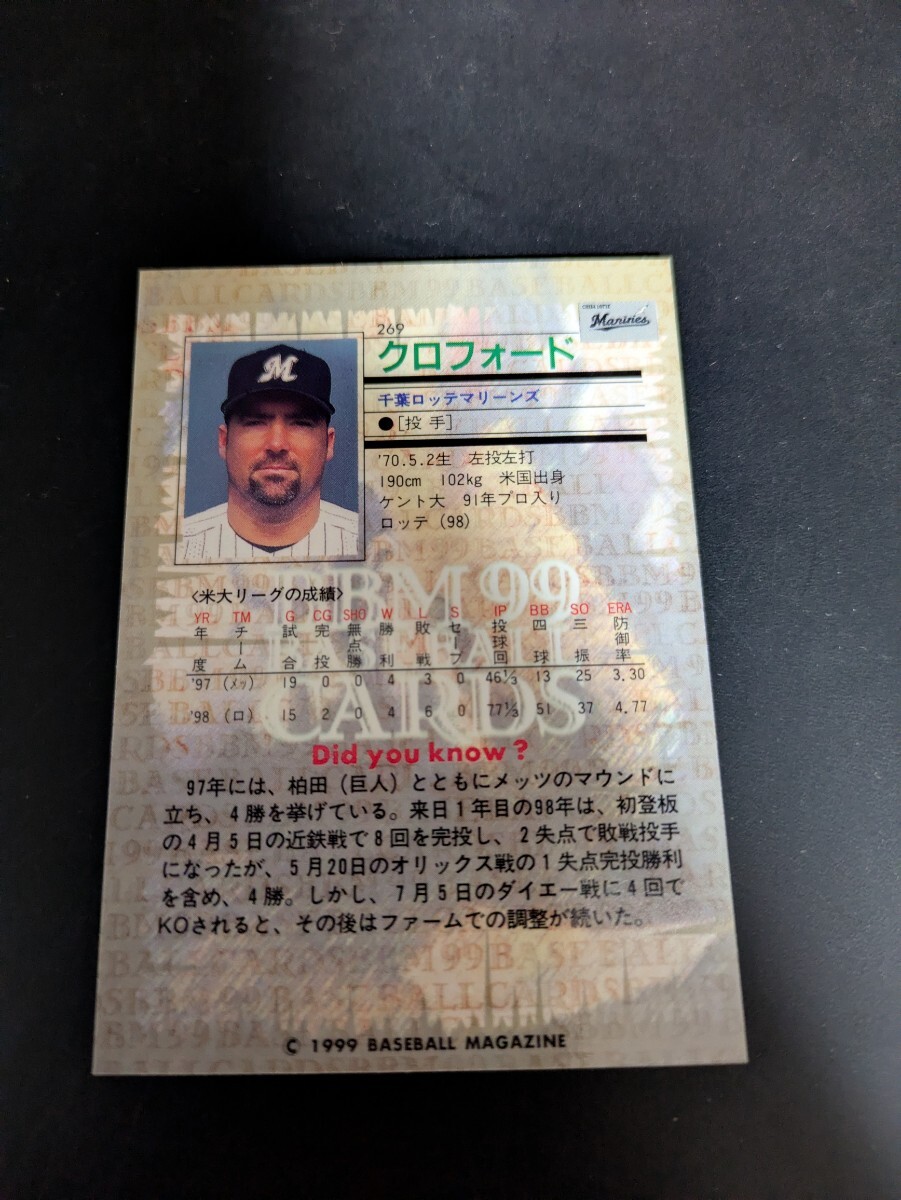 269
Marines
クロフォード
千葉ロッテマリーンズ
●[投 手]
'70.5.2生 左投左打
190cm 102kg 米国出身
ケント大 91年プロ入り
ロッテ (98)
M
BM 99
BASEBALL
CARDS
〈米大リーグの成績〉
YR TM G CG SHO W L S IP BB SO ERA
年度 チーム 試合 完投 無点勝 勝利 敗戦 セーブ 投球回 四球 三振 防御率
'97 (メッ) 19 0 0 4 3 0 46⅓ 13 25 3.30
'98 (ロ) 15 2 0 4 6 0 77⅓ 51 37 4.77
Did you know ?
97年には、柏田（巨人）とともにメッツのマウンドに
立ち、4勝を挙げている。来日1年目の98年は、初登板
の4月5日の近鉄戦で8回を完投し、2失点で敗戦投手
になったが、5月20日のオリックス戦の1失点完投勝利
を含め、4勝。しかし、7月5日のダイエー戦に4回で
KOされると、その後はファームでの調整が続いた。
© 1999 BASEBALL MAGAZINE